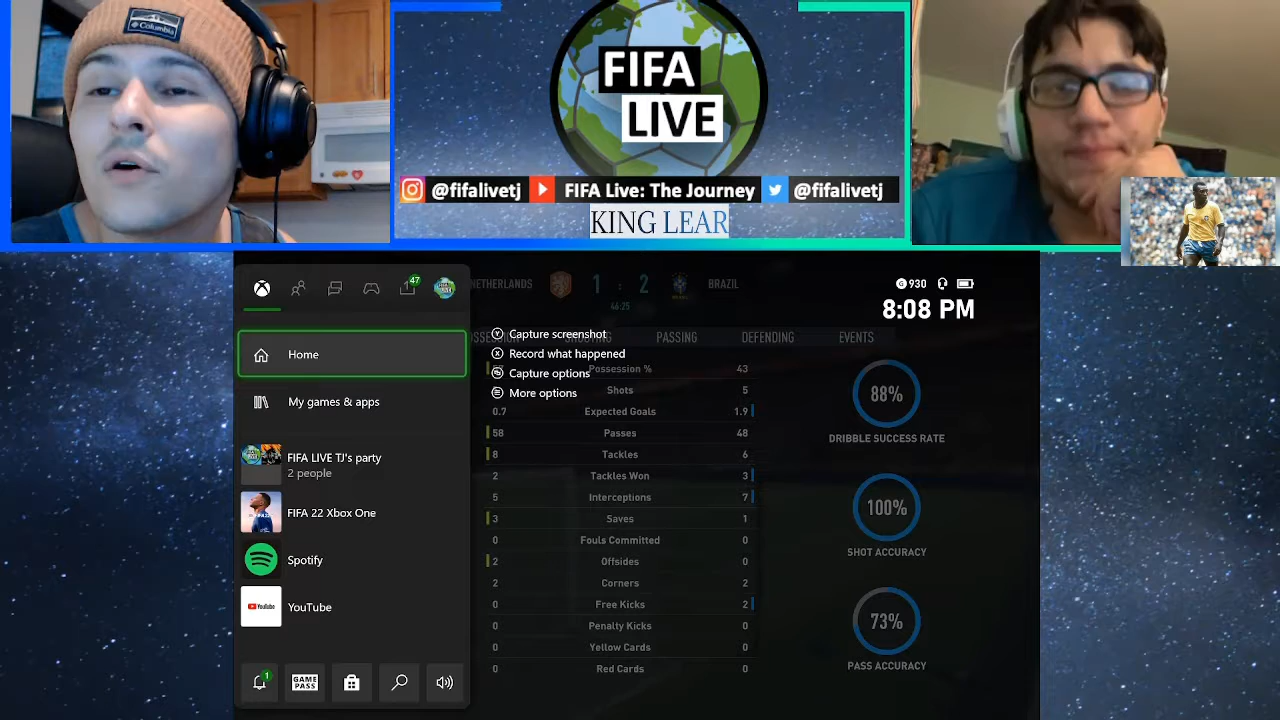 Columbia
FIFA
LIVE
@fifalivetj
FIFA Live: The Journey
@fifalivetj
KING LEAR
47
NETHERLANDS 1 : 2 BRAZIL
46:25
930
8:08 PM
Home
My games & apps
FIFA LIVE TJ's party
2 people
FIFA 22 Xbox One
Spotify
YouTube
YouTube
1
GAME
PASS
Capture screenshot
Record what happened
Capture options
More options
PASSING DEFENDING EVENTS
Possession % 43
Shots 5
0.7 Expected Goals 1.9
58 Passes 48
8 Tackles 6
2 Tackles Won 3
5 Interceptions 7
3 Saves 1
0 Fouls Committed 0
2 Offsides 0
2 Corners 2
0 Free Kicks 2
0 Penalty Kicks 0
0 Yellow Cards 0
0 Red Cards 0
88%
DRIBBLE SUCCESS RATE
100%
SHOT ACCURACY
73%
PASS ACCURACY